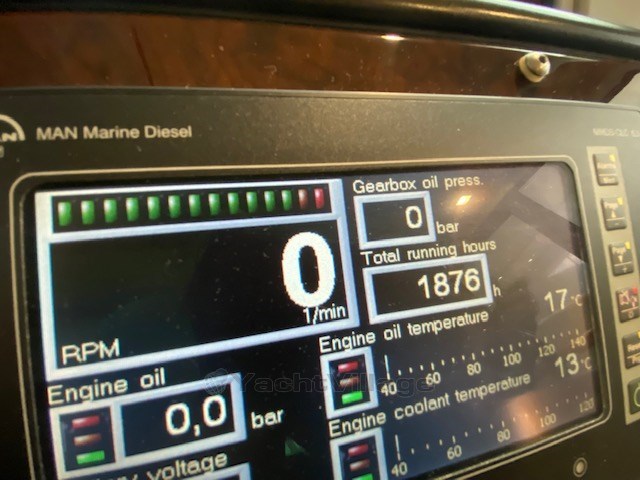 MAN Marine Diesel
Gearbox oil press.
0 bar
Total running hours
1876 h
0
1/min
RPM
Engine oil temperature
17 °C
40 60 80 100 120 140
Engine oil
0,0 bar
Engine coolant temperature
13 °C
40 60 80 100 120
voltage
YachtVillage